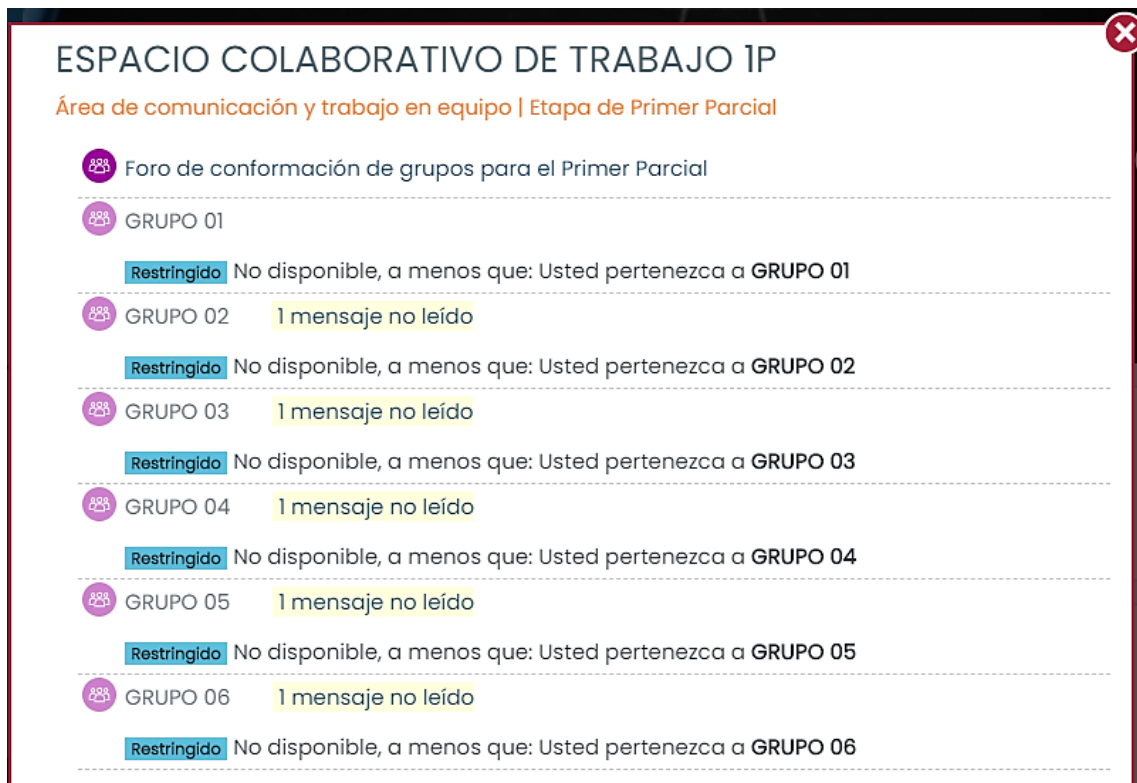 ESPACIO COLABORATIVO DE TRABAJO 1P
Área de comunicación y trabajo en equipo | Etapa de Primer Parcial
Foro de conformación de grupos para el Primer Parcial
GRUPO 01
Restringido No disponible, a menos que: Usted pertenezca a GRUPO 01
GRUPO 02 1 mensaje no leído
Restringido No disponible, a menos que: Usted pertenezca a GRUPO 02
GRUPO 03 1 mensaje no leído
Restringido No disponible, a menos que: Usted pertenezca a GRUPO 03
GRUPO 04 1 mensaje no leído
Restringido No disponible, a menos que: Usted pertenezca a GRUPO 04
GRUPO 05 1 mensaje no leído
Restringido No disponible, a menos que: Usted pertenezca a GRUPO 05
GRUPO 06 1 mensaje no leído
Restringido No disponible, a menos que: Usted pertenezca a GRUPO 06